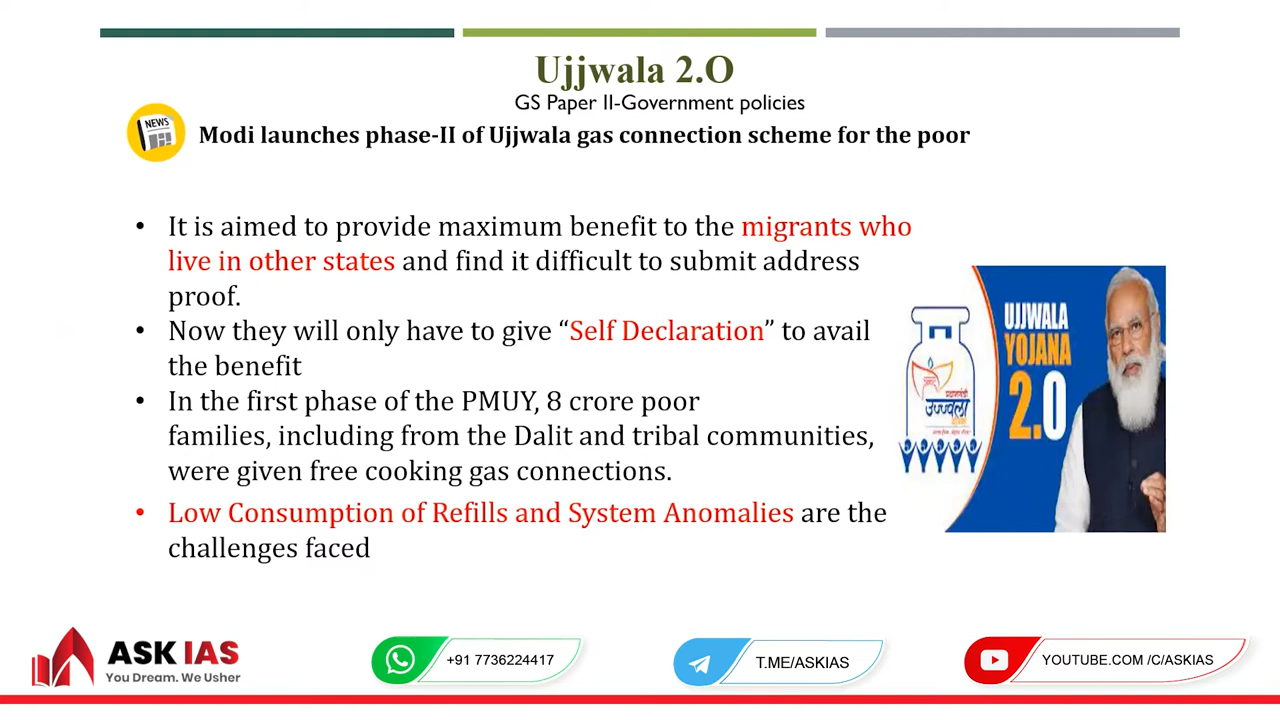 Ujjwala 2.O
GS Paper II-Government policies
NEWS
Modi launches phase-II of Ujjwala gas connection scheme for the poor
• It is aimed to provide maximum benefit to the migrants who
live in other states and find it difficult to submit address
proof.
• Now they will only have to give “Self Declaration” to avail
the benefit
• In the first phase of the PMUY, 8 crore poor
families, including from the Dalit and tribal communities,
were given free cooking gas connections.
• Low Consumption of Refills and System Anomalies are the
challenges faced
UJJWALA
YOJANA
2.0
उज्ज्वला
ASK IAS
You Dream. We Usher
+91 7736224417
T.ME/ASKIAS
YOUTUBE.COM /C/ASKIAS